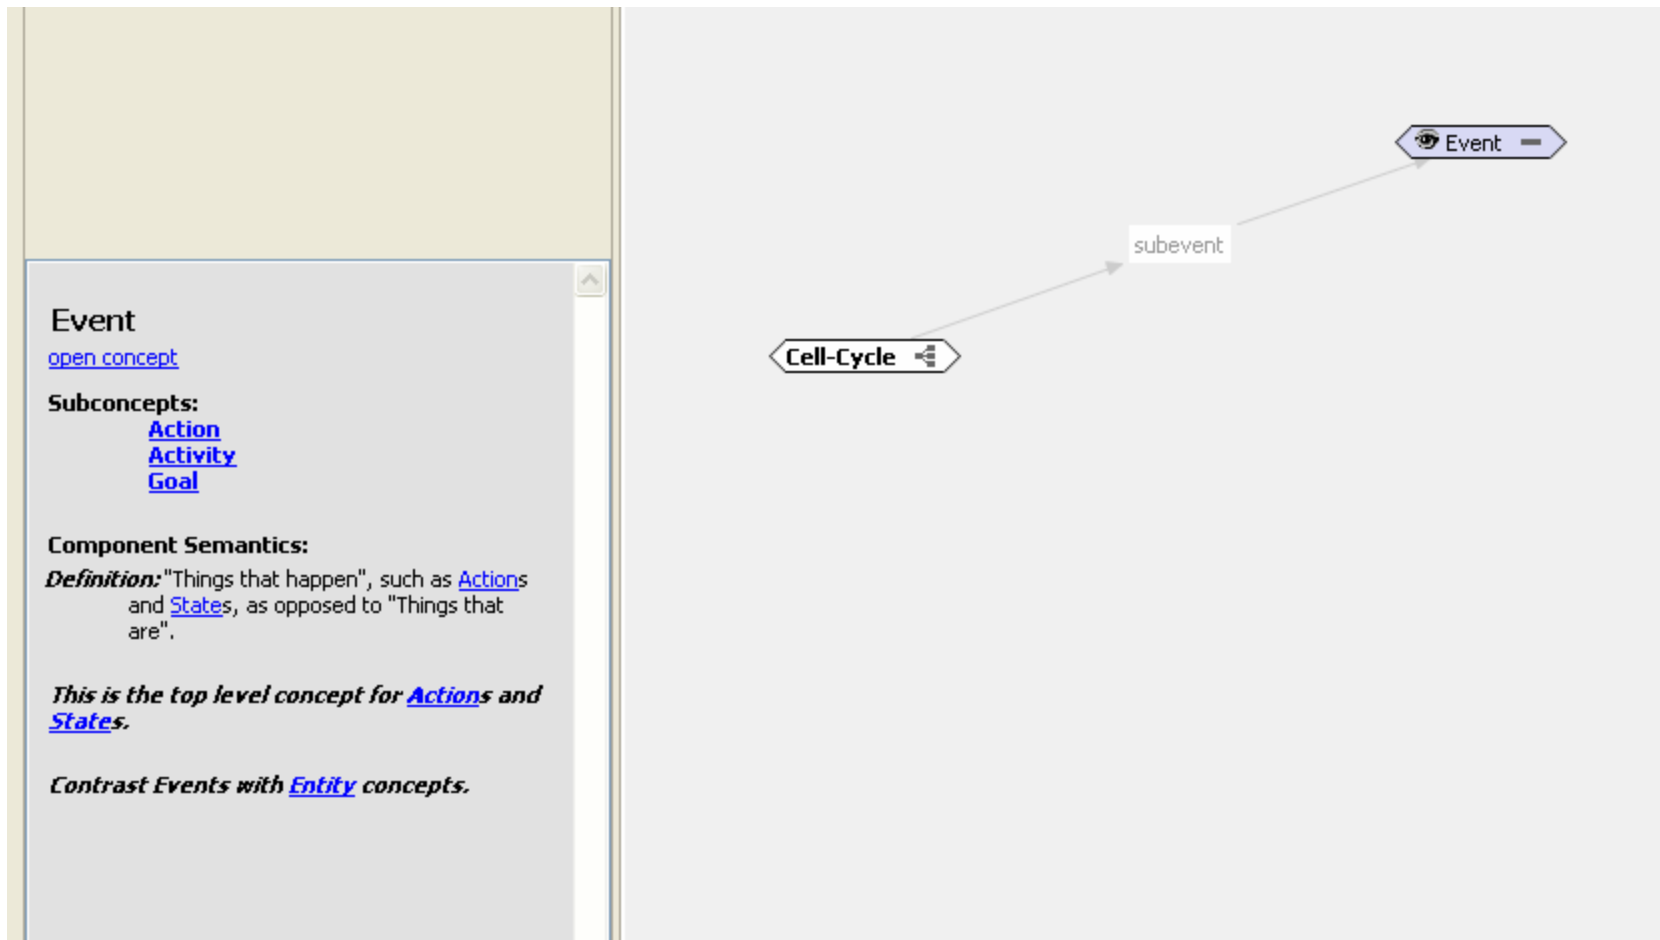 Event
open concept
Subconcepts:
Action
Activity
Goal
Component Semantics:
Definition: "Things that happen", such as Actions
and States, as opposed to "Things that
are".
This is the top level concept for Actions and
States.
Contrast Events with Entity concepts.
Event
subevent
Cell-Cycle